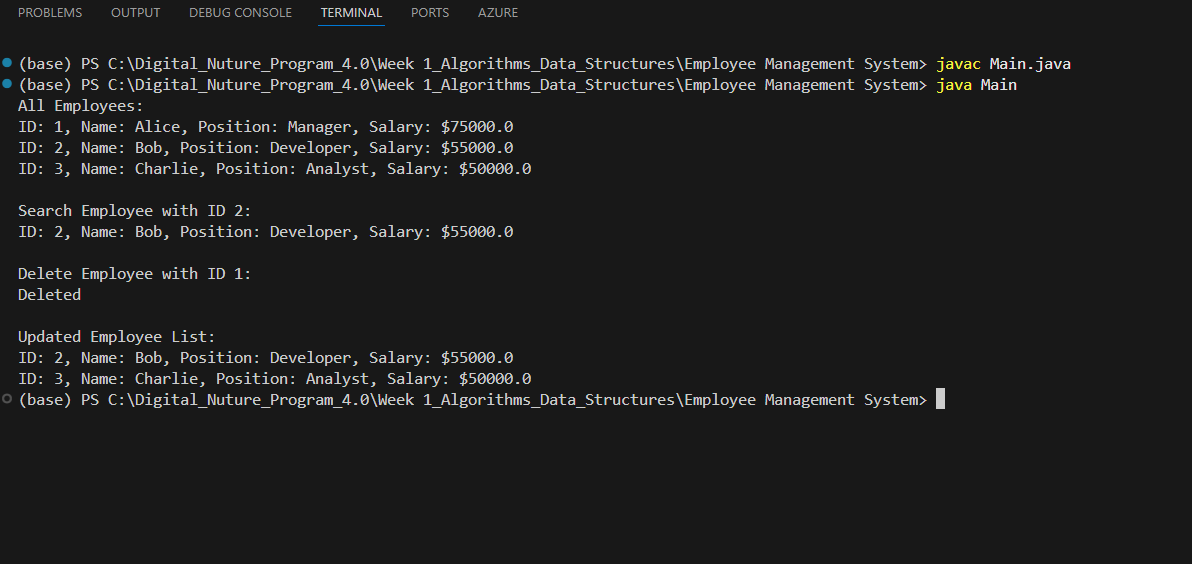 PROBLEMS OUTPUT DEBUG CONSOLE TERMINAL PORTS AZURE
(base) PS C:\Digital_Nuture_Program_4.0\Week 1_Algorithms_Data_Structures\Employee Management System> javac Main.java
(base) PS C:\Digital_Nuture_Program_4.0\Week 1_Algorithms_Data_Structures\Employee Management System> java Main
All Employees:
ID: 1, Name: Alice, Position: Manager, Salary: $75000.0
ID: 2, Name: Bob, Position: Developer, Salary: $55000.0
ID: 3, Name: Charlie, Position: Analyst, Salary: $50000.0
Search Employee with ID 2:
ID: 2, Name: Bob, Position: Developer, Salary: $55000.0
Delete Employee with ID 1:
Deleted
Updated Employee List:
ID: 2, Name: Bob, Position: Developer, Salary: $55000.0
ID: 3, Name: Charlie, Position: Analyst, Salary: $50000.0
(base) PS C:\Digital_Nuture_Program_4.0\Week 1_Algorithms_Data_Structures\Employee Management System>